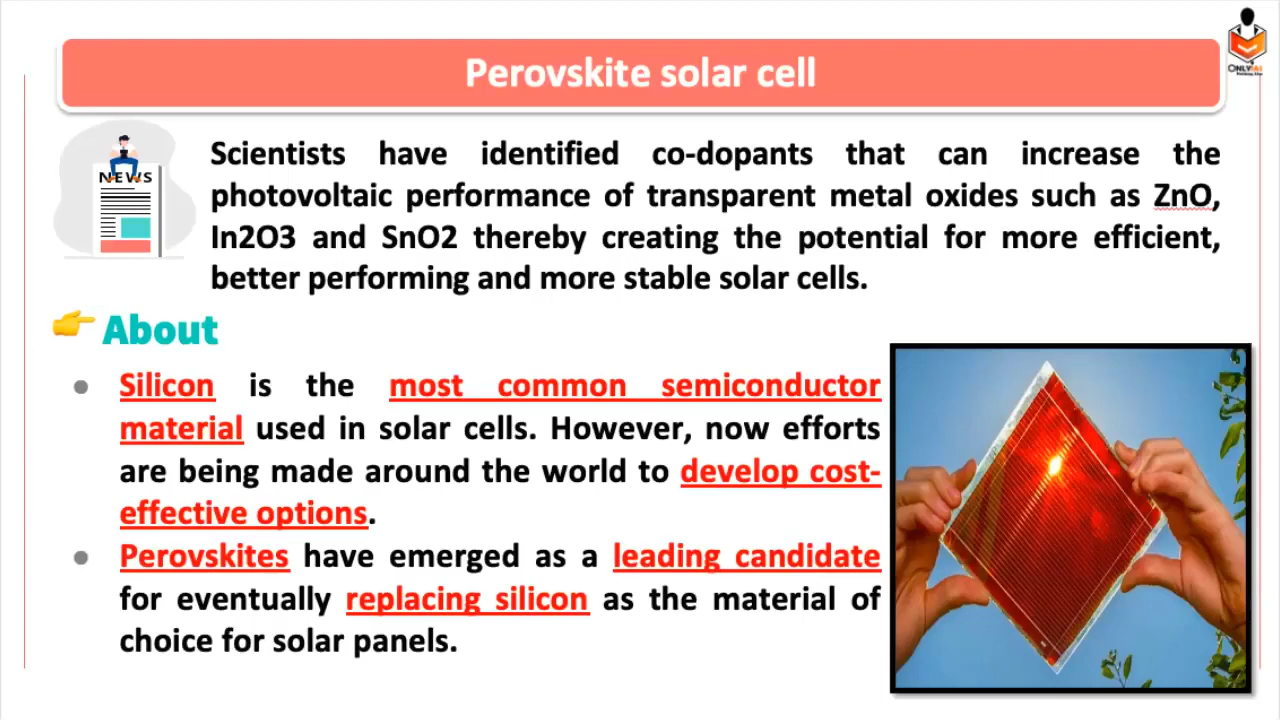 Perovskite solar cell
ONLYIAS
NEWS
Scientists have identified co-dopants that can increase the
photovoltaic performance of transparent metal oxides such as ZnO,
In2O3 and SnO2 thereby creating the potential for more efficient,
better performing and more stable solar cells.
About
Silicon is the most common semiconductor
material used in solar cells. However, now efforts
are being made around the world to develop cost-
effective options.
Perovskites have emerged as a leading candidate
for eventually replacing silicon as the material of
choice for solar panels.